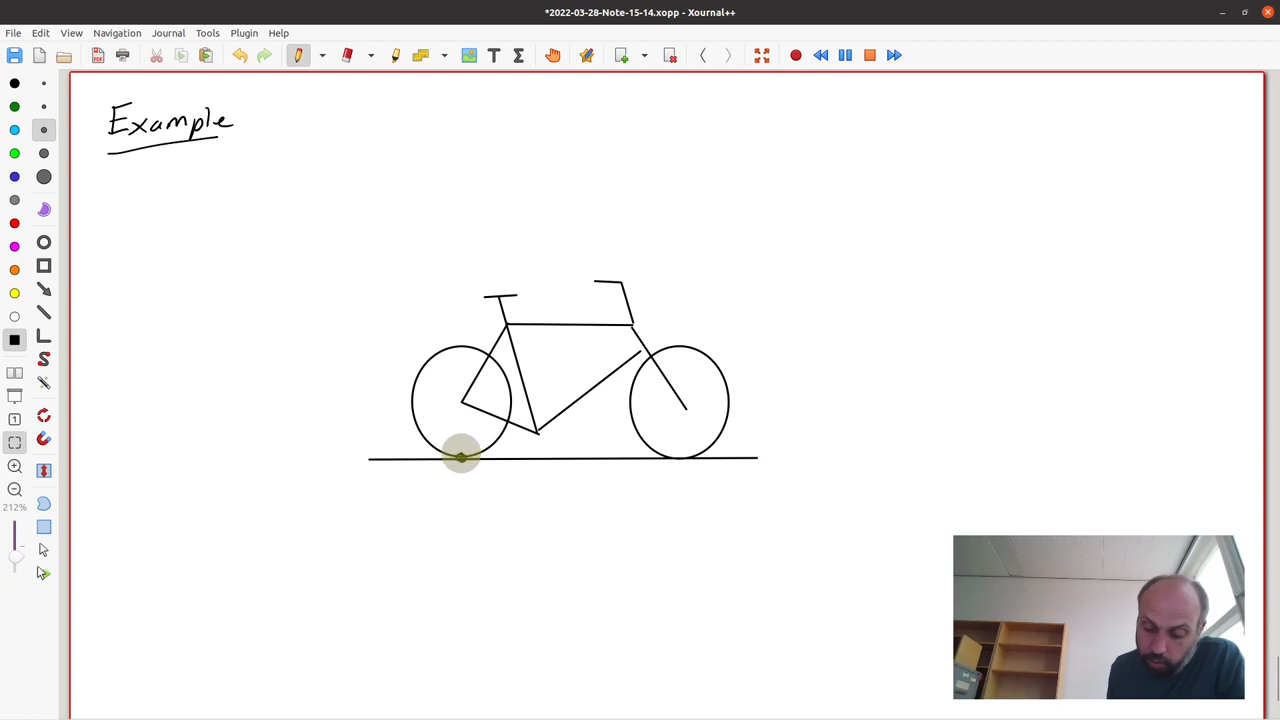 *2022-03-28-Note-15-14.xopp - Xournal++
File Edit View Navigation Journal Tools Plugin Help
Example
212%